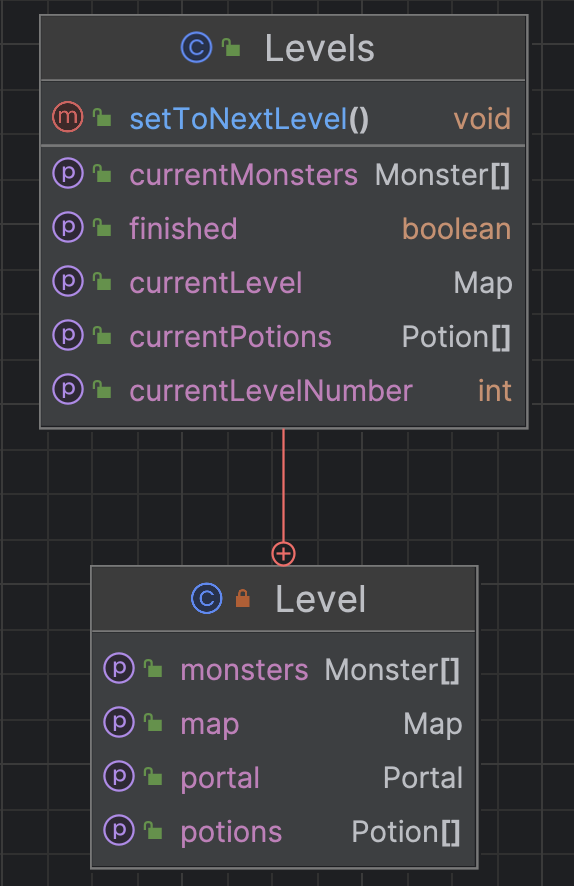 C Levels
m setToNextLevel() void
p currentMonsters Monster[]
p finished boolean
p currentLevel Map
p currentPotions Potion[]
p currentLevelNumber int
C Level
p monsters Monster[]
p map Map
p portal Portal
p potions Potion[]